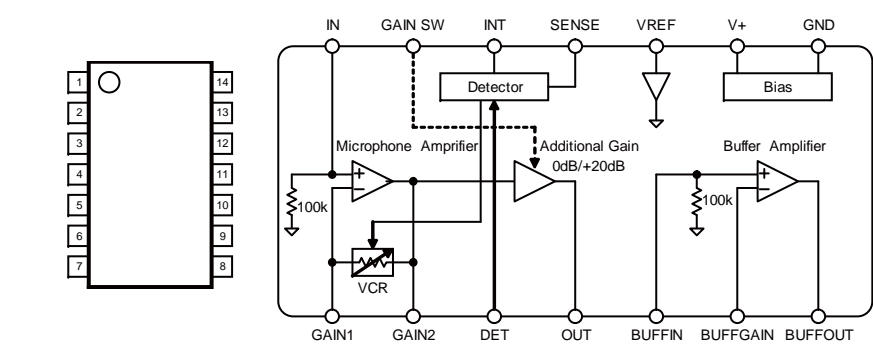 IN GAIN SW INT SENSE VREF V+ GND
1 14
2 13
3 12
4 11
5 10
6 9
7 8
Detector Bias
Microphone Amprifier Additional Gain Buffer Amplifier
0dB/+20dB
+ +
− −
100k 100k
VCR
GAIN1 GAIN2 DET OUT BUFFIN BUFFGAIN BUFFOUT